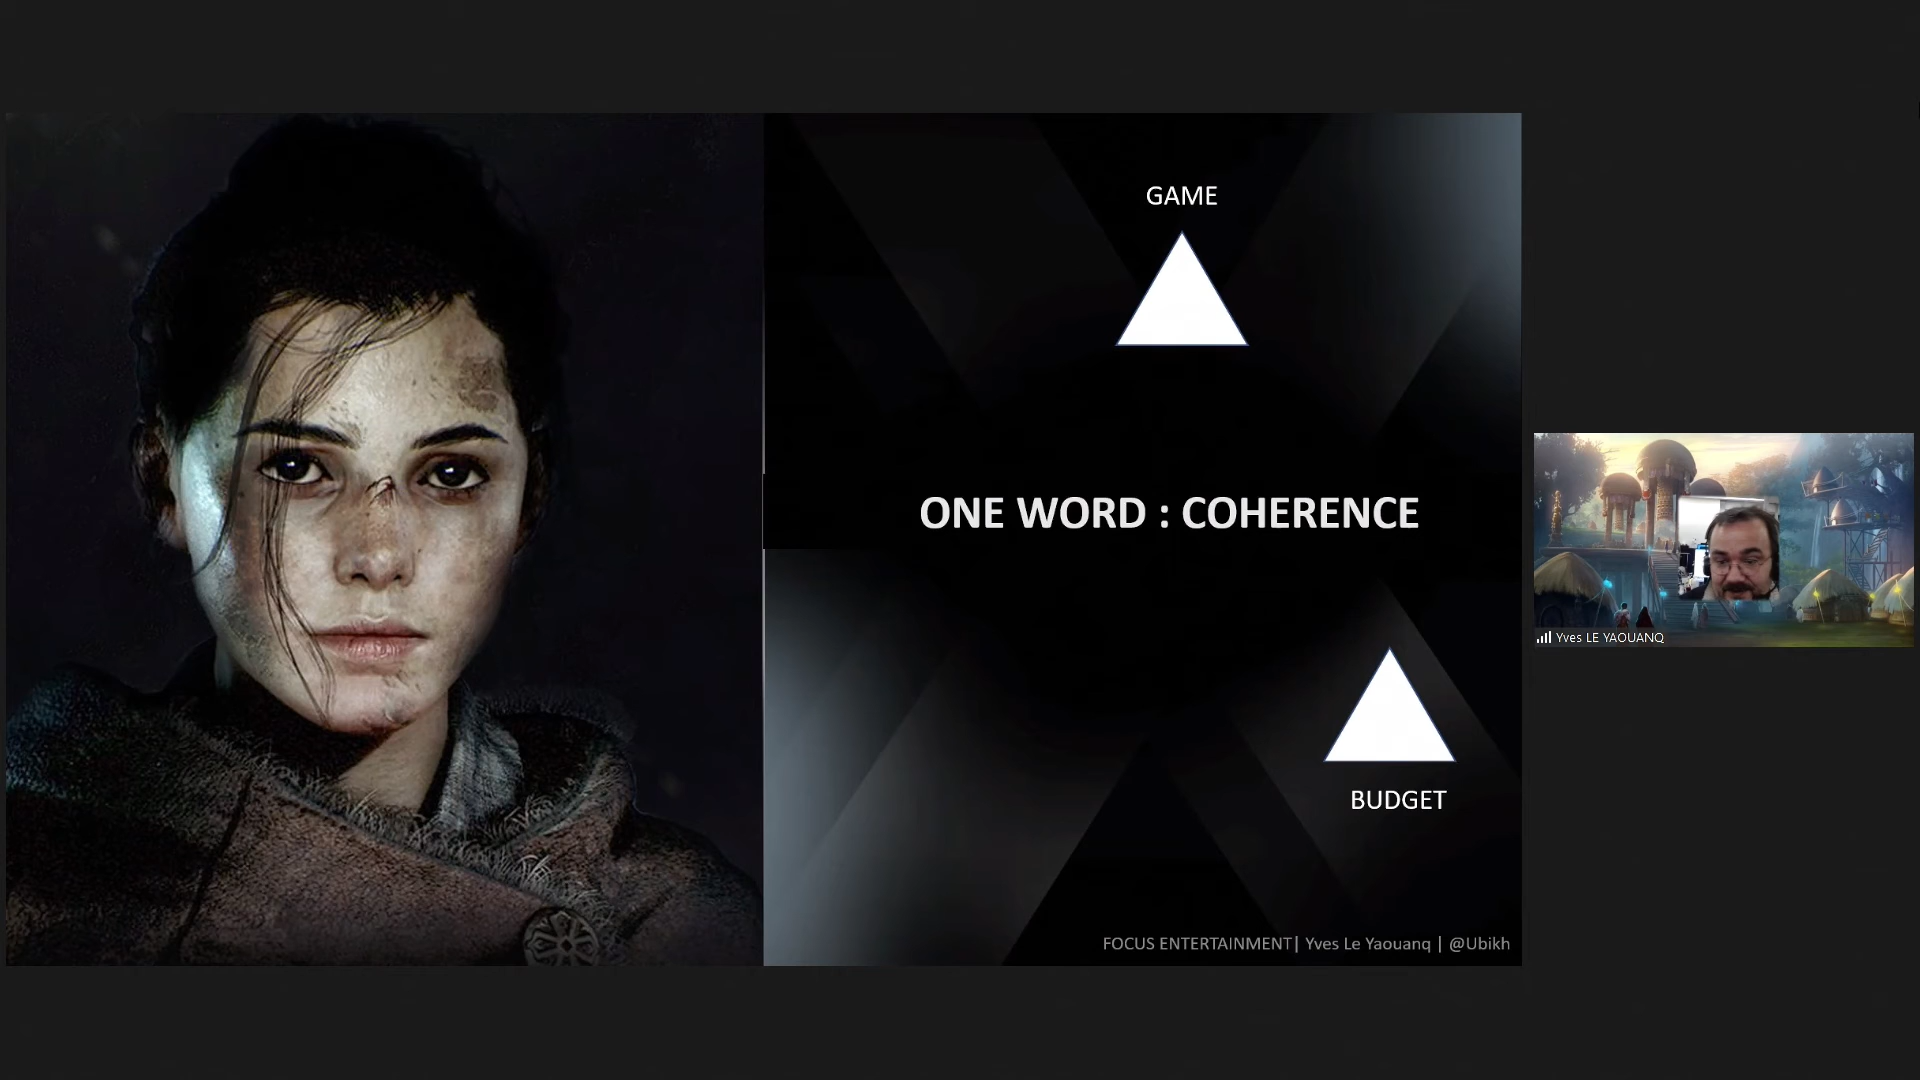 GAME
ONE WORD : COHERENCE
BUDGET
FOCUS ENTERTAINMENT| Yves Le Yaouanq | @Ubikh
Yves LE YAOUANQ